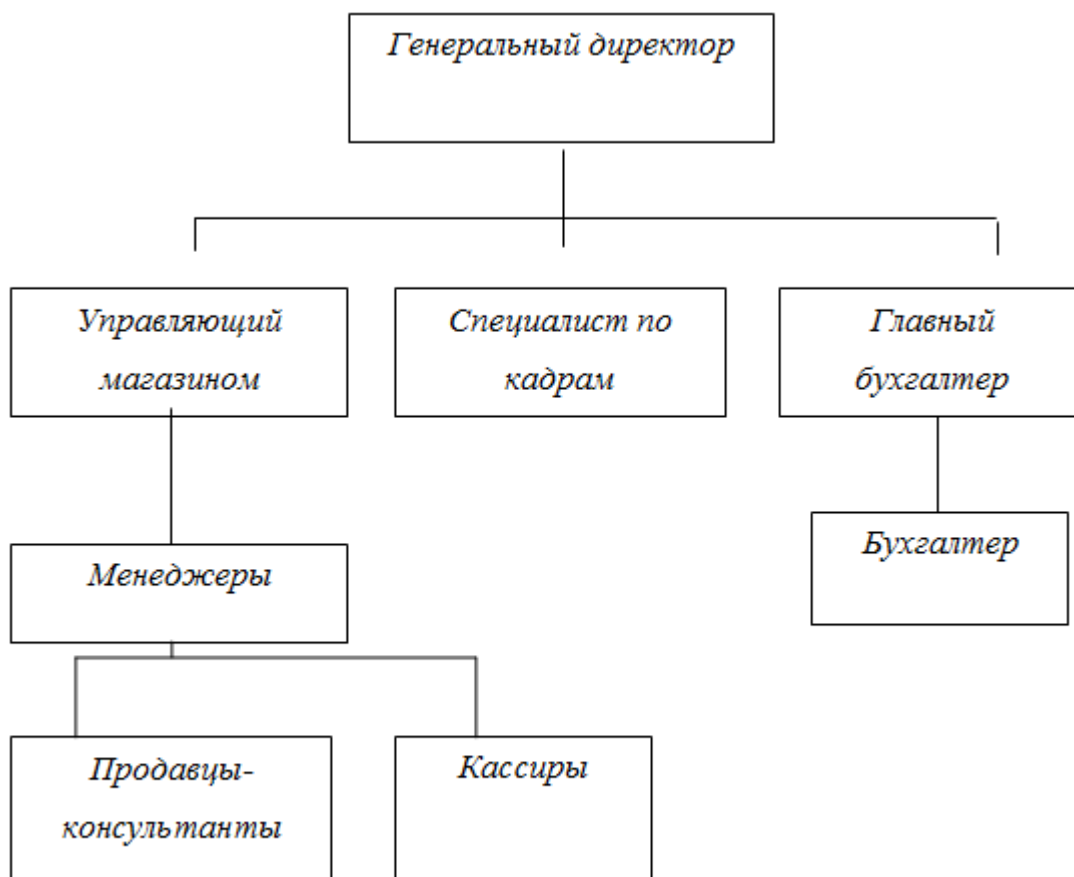 Генеральный директор
Управляющий
магазином
Специалист по
кадрам
Главный
бухгалтер
Менеджеры
Бухгалтер
Продавцы-
консультанты
Кассиры